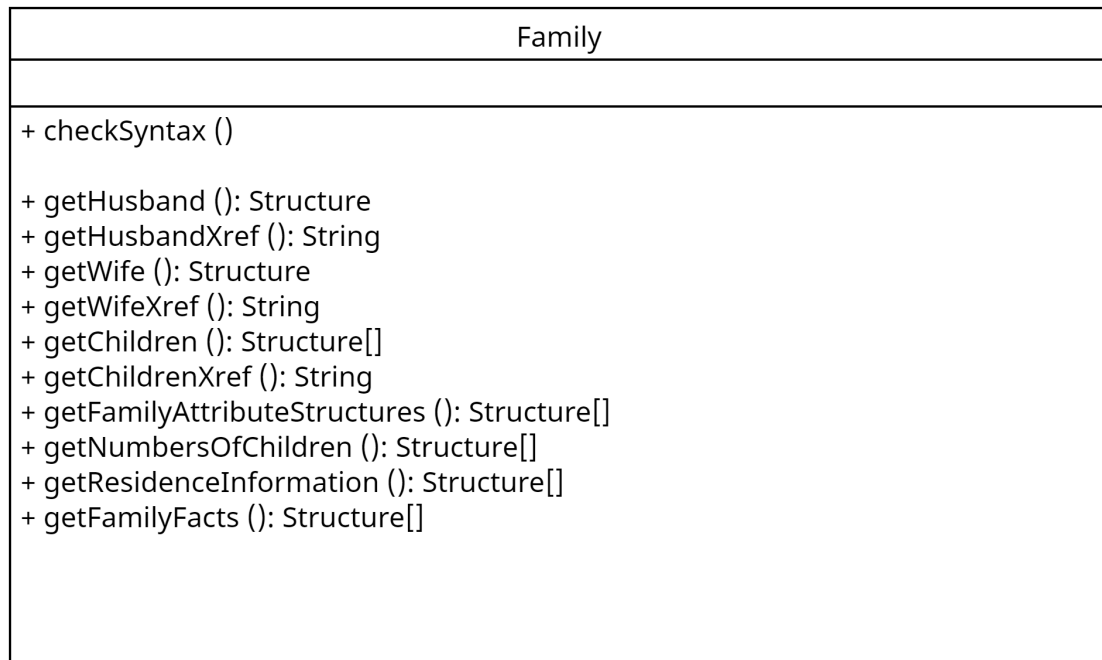 Family
+ checkSyntax ()
+ getHusband (): Structure
+ getHusbandXref (): String
+ getWife (): Structure
+ getWifeXref (): String
+ getChildren (): Structure[]
+ getChildrenXref (): String
+ getFamilyAttributeStructures (): Structure[]
+ getNumbersOfChildren (): Structure[]
+ getResidenceInformation (): Structure[]
+ getFamilyFacts (): Structure[]